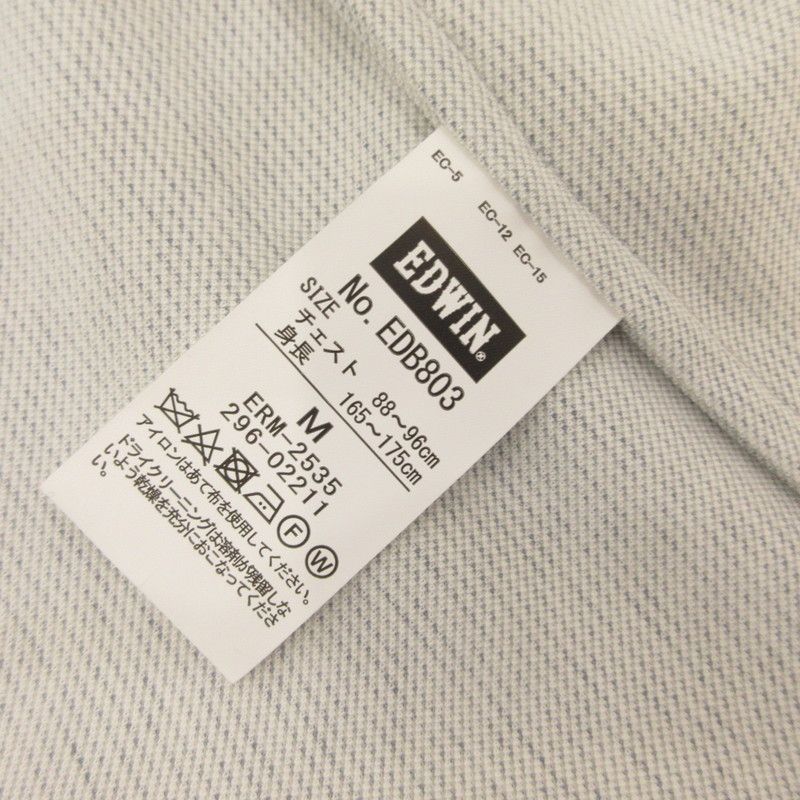 EC-5
EC-12 EC-15
EDWIN®
No. EDB803
SIZE
チェスト 88～96cm
身長 165～175cm
M
ERM-2535
296-02211
F W
アイロンはあて布を使用してください。
ドライクリーニングは溶剤が残留しな
いよう乾燥を充分におこなってくださ
い。